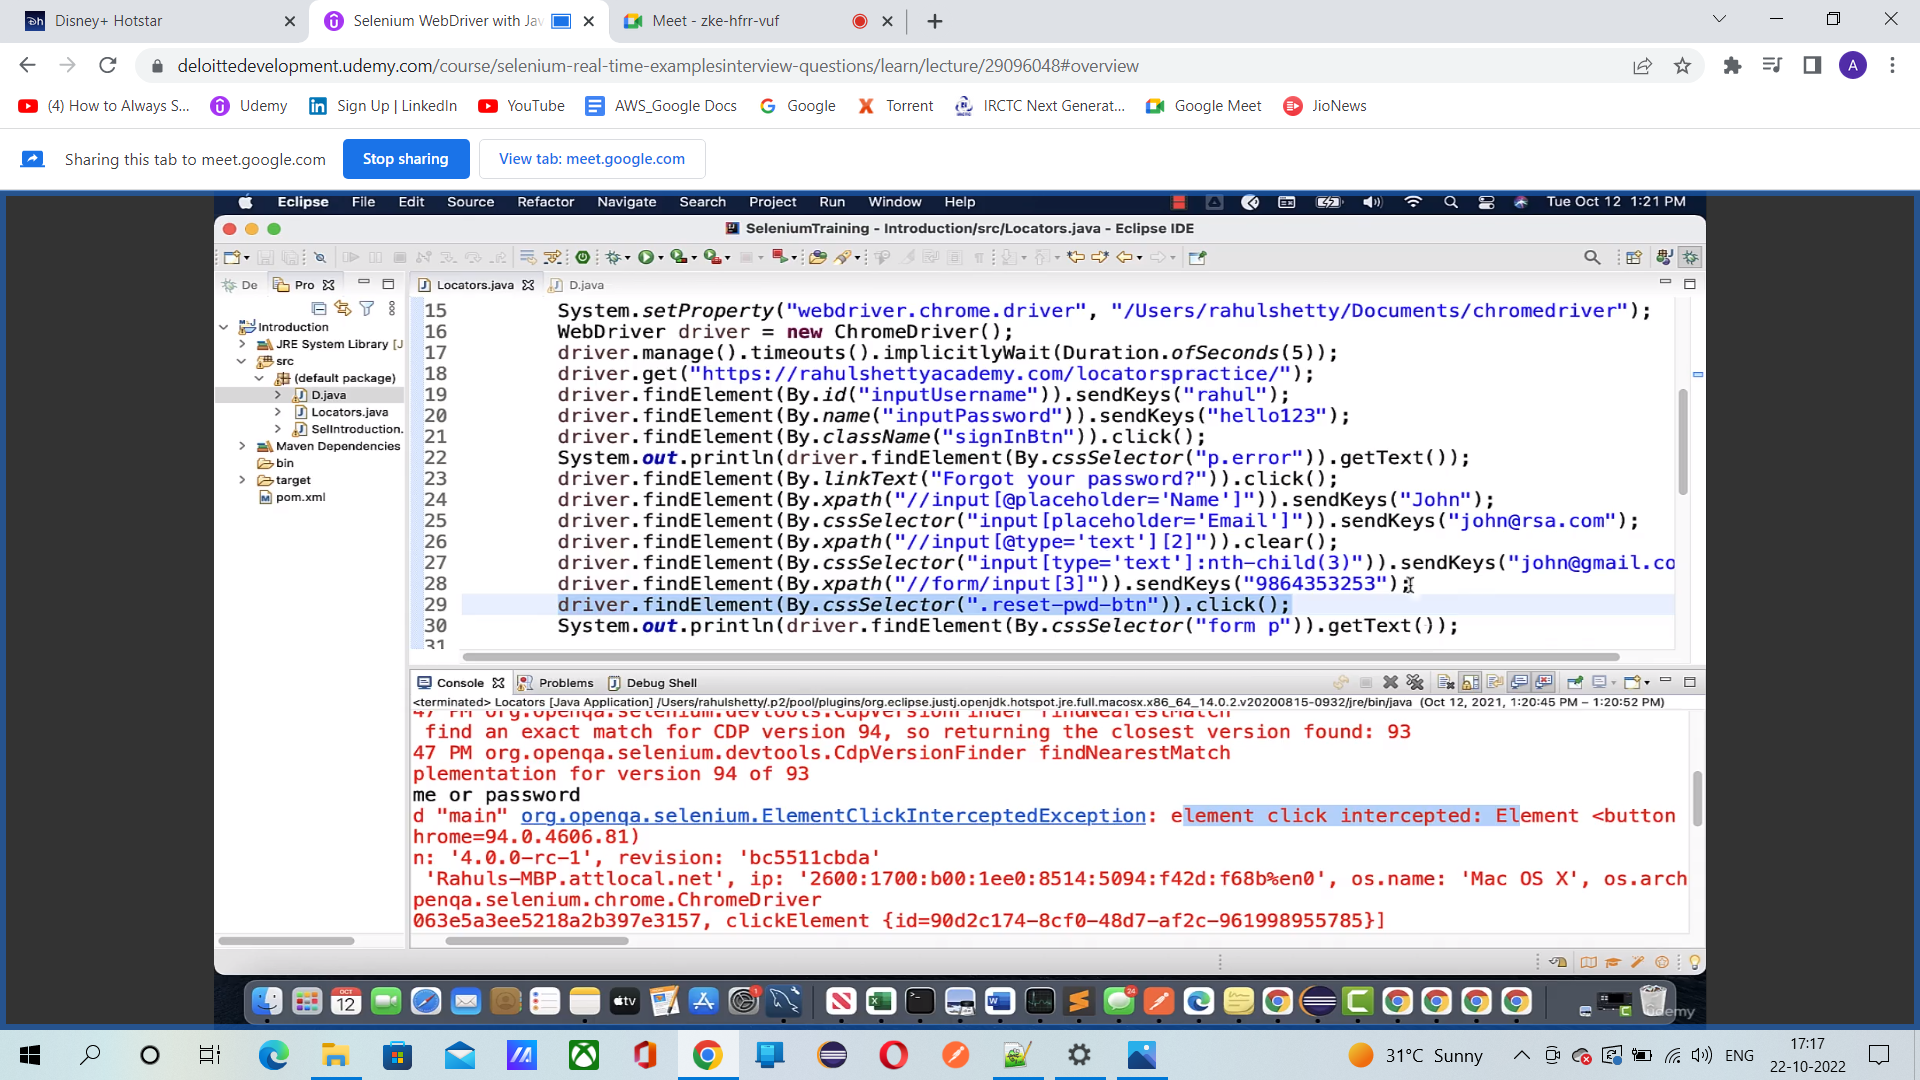 Disney+ Hotstar
Selenium WebDriver with Jav
Meet - zke-hfrr-vuf
deloittedevelopment.udemy.com/course/selenium-real-time-examplesinterview-questions/learn/lecture/29096048#overview
A
(4) How to Always S...
Udemy
Sign Up | LinkedIn
YouTube
AWS_Google Docs
Google
Torrent
IRCTC Next Generat...
Google Meet
JioNews
Sharing this tab to meet.google.com
Stop sharing
View tab: meet.google.com
Eclipse File Edit Source Refactor Navigate Search Project Run Window Help
Tue Oct 12 1:21 PM
SeleniumTraining - Introduction/src/Locators.java - Eclipse IDE
De
Pro
Locators.java
D.java
Introduction
JRE System Library [J
src
(default package)
D.java
Locators.java
SelIntroduction.
Maven Dependencies
bin
target
pom.xml
15 System.setProperty("webdriver.chrome.driver", "/Users/rahulshetty/Documents/chromedriver");
16 WebDriver driver = new ChromeDriver();
17 driver.manage().timeouts().implicitlyWait(Duration.ofSeconds(5));
18 driver.get("https://rahulshettyacademy.com/locatorspractice/");
19 driver.findElement(By.id("inputUsername")).sendKeys("rahul");
20 driver.findElement(By.name("inputPassword")).sendKeys("hello123");
21 driver.findElement(By.className("signInBtn")).click();
22 System.out.println(driver.findElement(By.cssSelector("p.error")).getText());
23 driver.findElement(By.linkText("Forgot your password?")).click();
24 driver.findElement(By.xpath("//input[@placeholder='Name']")).sendKeys("John");
25 driver.findElement(By.cssSelector("input[placeholder='Email']")).sendKeys("john@rsa.com");
26 driver.findElement(By.xpath("//input[@type='text'][2]")).clear();
27 driver.findElement(By.cssSelector("input[type='text']:nth-child(3)")).sendKeys("john@gmail.co
28 driver.findElement(By.xpath("//form/input[3]")).sendKeys("9864353253");
29 driver.findElement(By.cssSelector(".reset-pwd-btn")).click();
30 System.out.println(driver.findElement(By.cssSelector("form p")).getText());
31
Console
Problems
Debug Shell
<terminated> Locators [Java Application] /Users/rahulshetty/.p2/pool/plugins/org.eclipse.justj.openjdk.hotspot.jre.full.macosx.x86_64_14.0.2.v20200815-0932/jre/bin/java (Oct 12, 2021, 1:20:45 PM – 1:20:52 PM)
47 PM org.openqa.selenium.devtools.CdpVersionFinder findNearestMatch
find an exact match for CDP version 94, so returning the closest version found: 93
47 PM org.openqa.selenium.devtools.CdpVersionFinder findNearestMatch
plementation for version 94 of 93
me or password
d "main" org.openqa.selenium.ElementClickInterceptedException: element click intercepted: Element <button
hrome=94.0.4606.81)
n: '4.0.0-rc-1', revision: 'bc5511cbda'
'Rahuls-MBP.attlocal.net', ip: '2600:1700:b00:1ee0:8514:5094:f42d:f68b%en0', os.name: 'Mac OS X', os.arch
penqa.selenium.chrome.ChromeDriver
063e5a3ee5218a2b397e3157, clickElement {id=90d2c174-8cf0-48d7-af2c-961998955785}]
OCT
12
tv
24
udemy
31°C Sunny
ENG
17:17
22-10-2022